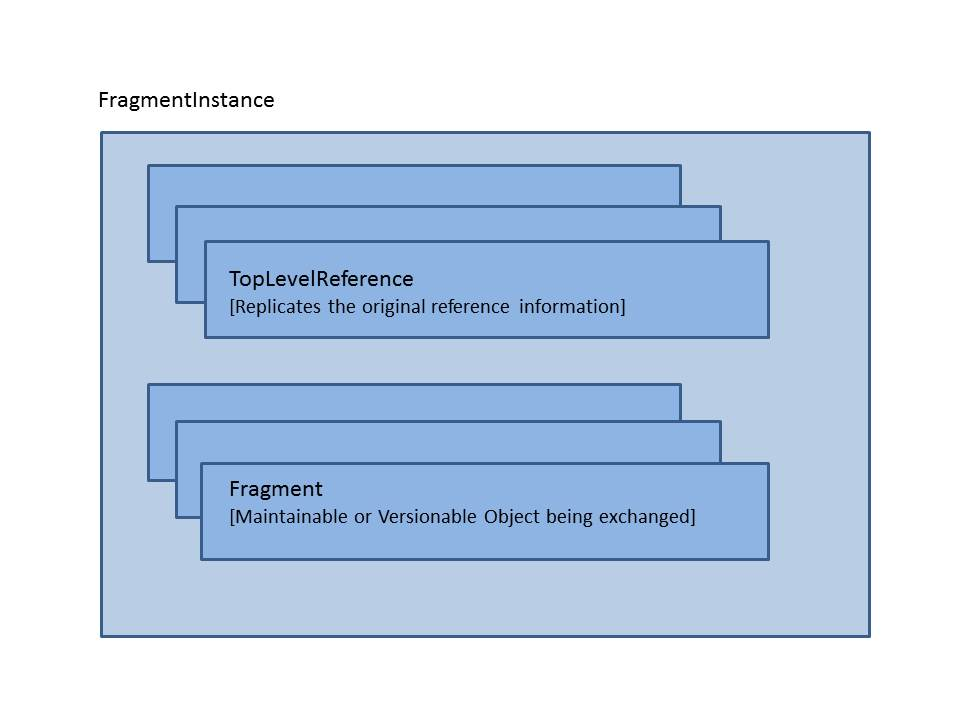 FragmentInstance
TopLevelReference
[Replicates the original reference information]
Fragment
[Maintainable or Versionable Object being exchanged]